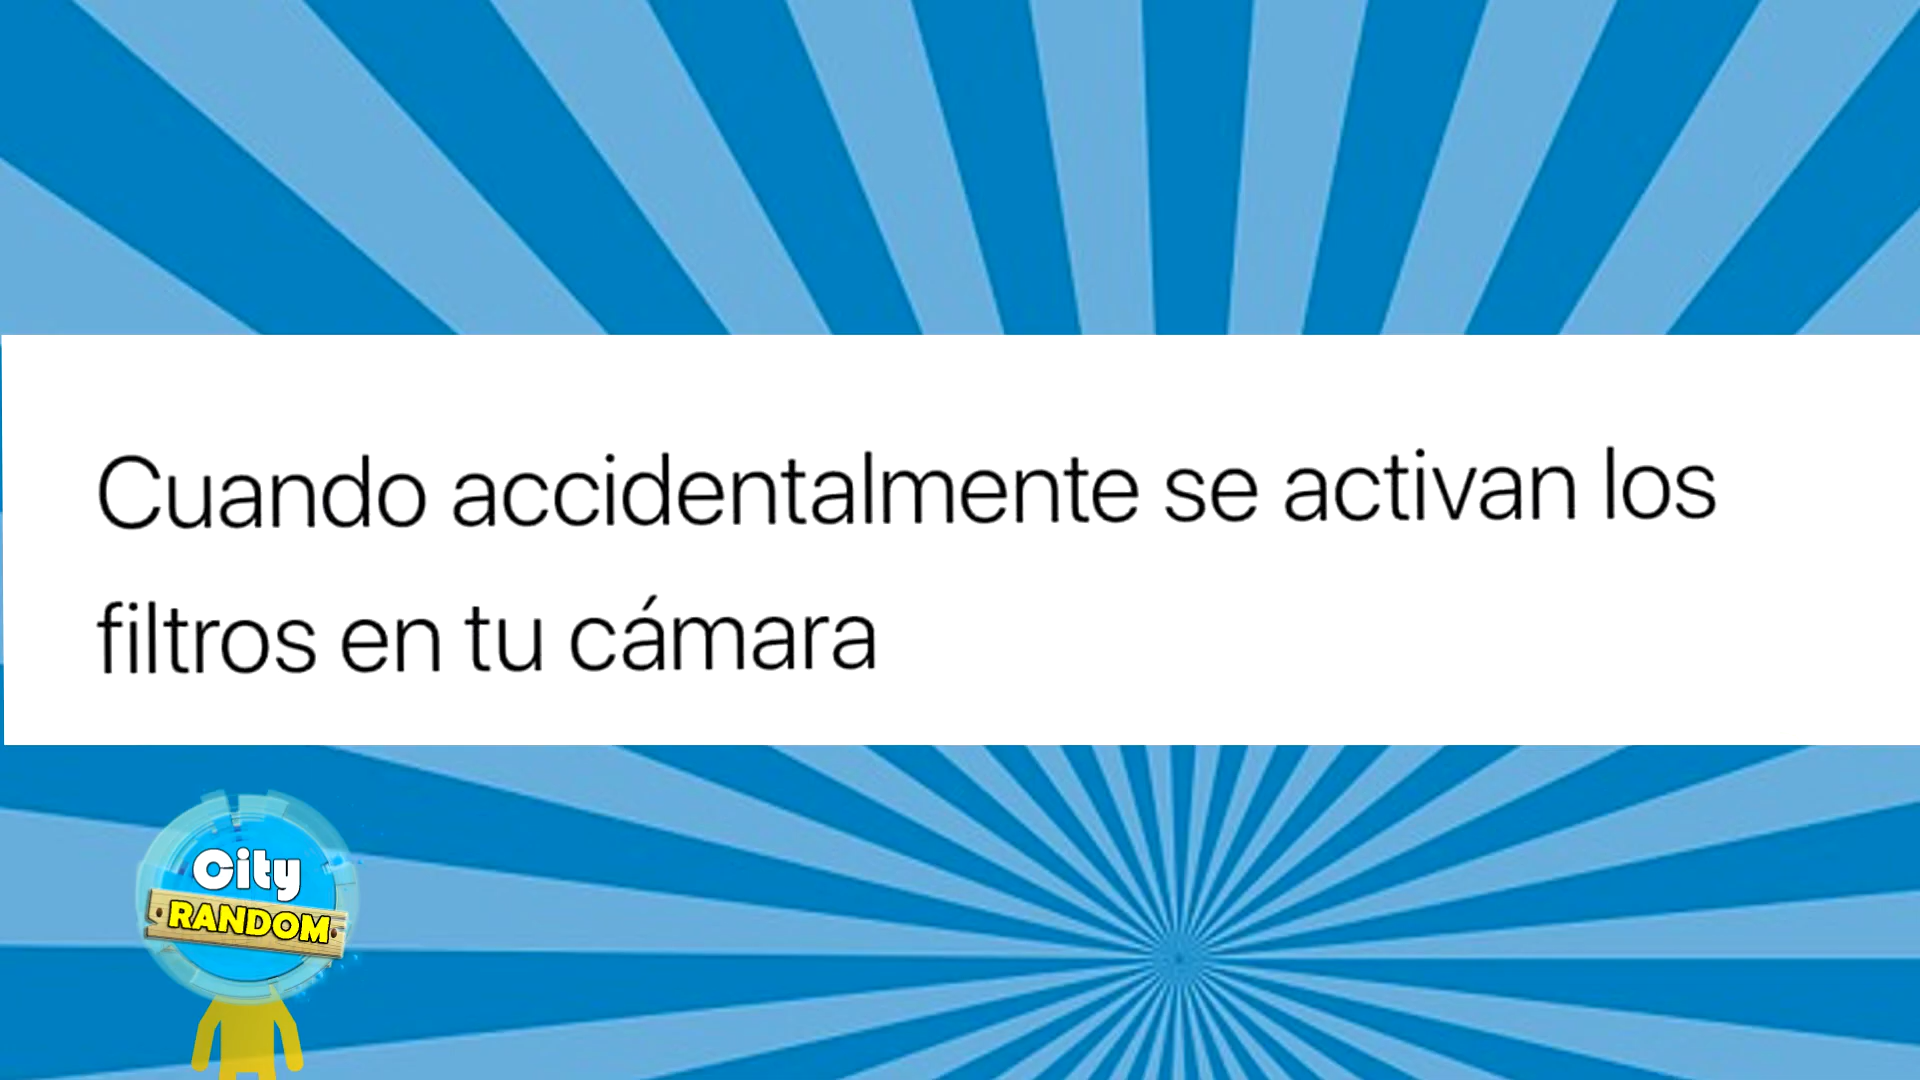 Cuando accidentalmente se activan los
filtros en tu cámara
City
RANDOM